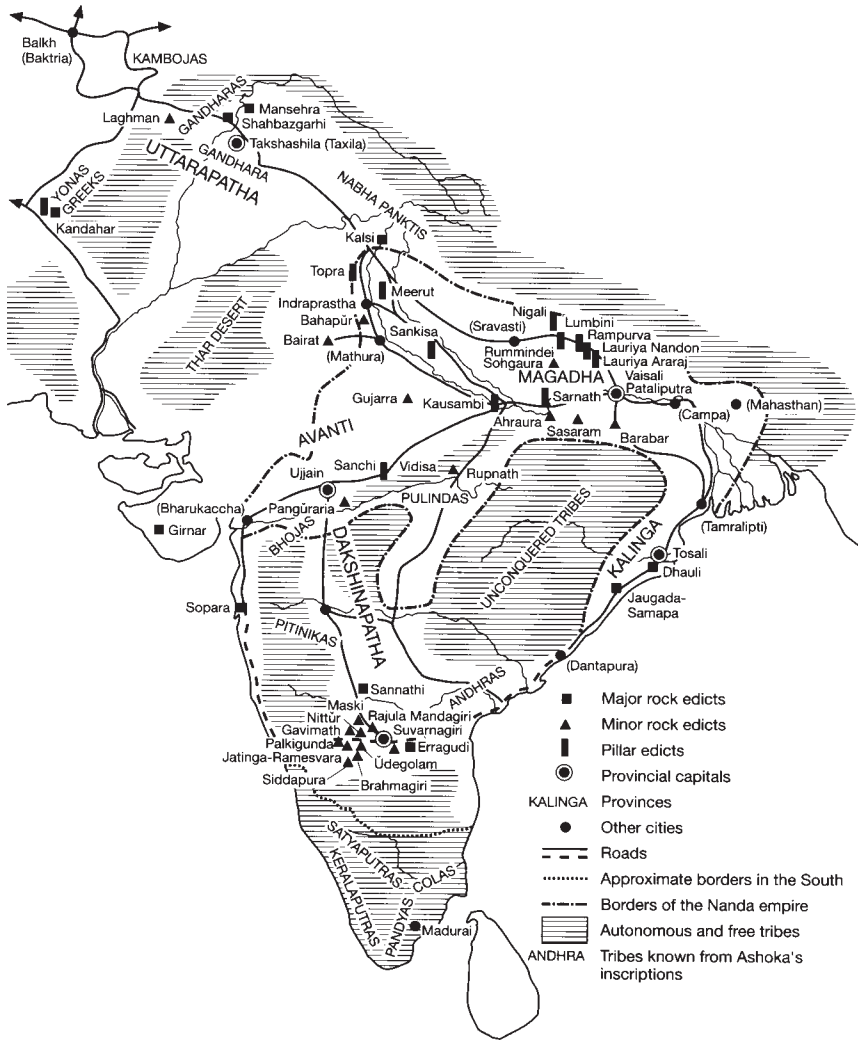 Balkh
(Baktria)
KAMBOJAS
GANDHARAS
Mansehra
Laghman
Shahbazgarhi
Takshashila (Taxila)
GANDHARA
UTTARAPATHA
YONAS
GREEKS
Kandahar
NABHA PANKTIS
Kalsi
Topra
Meerut
Indraprastha
Bahapūr
Nigali
Lumbini
THAR DESERT
Sankisa
(Sravasti)
Rampurva
Bairat
Lauriya Nandon
(Mathura)
Rummindei
Lauriya Araraj
Sohgaura
MAGADHA
Vaisali
Pataliputra
Gujarra
Kausambi
Sarnath
(Campa)
(Mahasthan)
Ahraura
Sasaram
Barabar
AVANTI
Ujjain
Sanchi
Vidisa
Rupnath
(Bharukaccha)
Pangūraria
PULINDAS
Girnar
BHOJAS
(Tamralipti)
UNCONQUERED TRIBES
DAKSHINAPATHA
KALINGA
Tosali
Dhauli
Sopara
Jaugada-
Samapa
PITINIKAS
(Dantapura)
Sannathi
ANDHRAS
Maski
Rajula Mandagiri
Nittūr
Suvarnagiri
Gavimath
Palkigunda
Erragudi
Jatinga-Ramesvara
Ūdegolam
Siddapura
Brahmagiri
SATYAPUTRAS
KERALAPUTRAS
COLAS
PANDYAS
Madurai
Major rock edicts
Minor rock edicts
Pillar edicts
Provincial capitals
KALINGA Provinces
Other cities
Roads
Approximate borders in the South
Borders of the Nanda empire
Autonomous and free tribes
ANDHRA Tribes known from Ashoka's
inscriptions